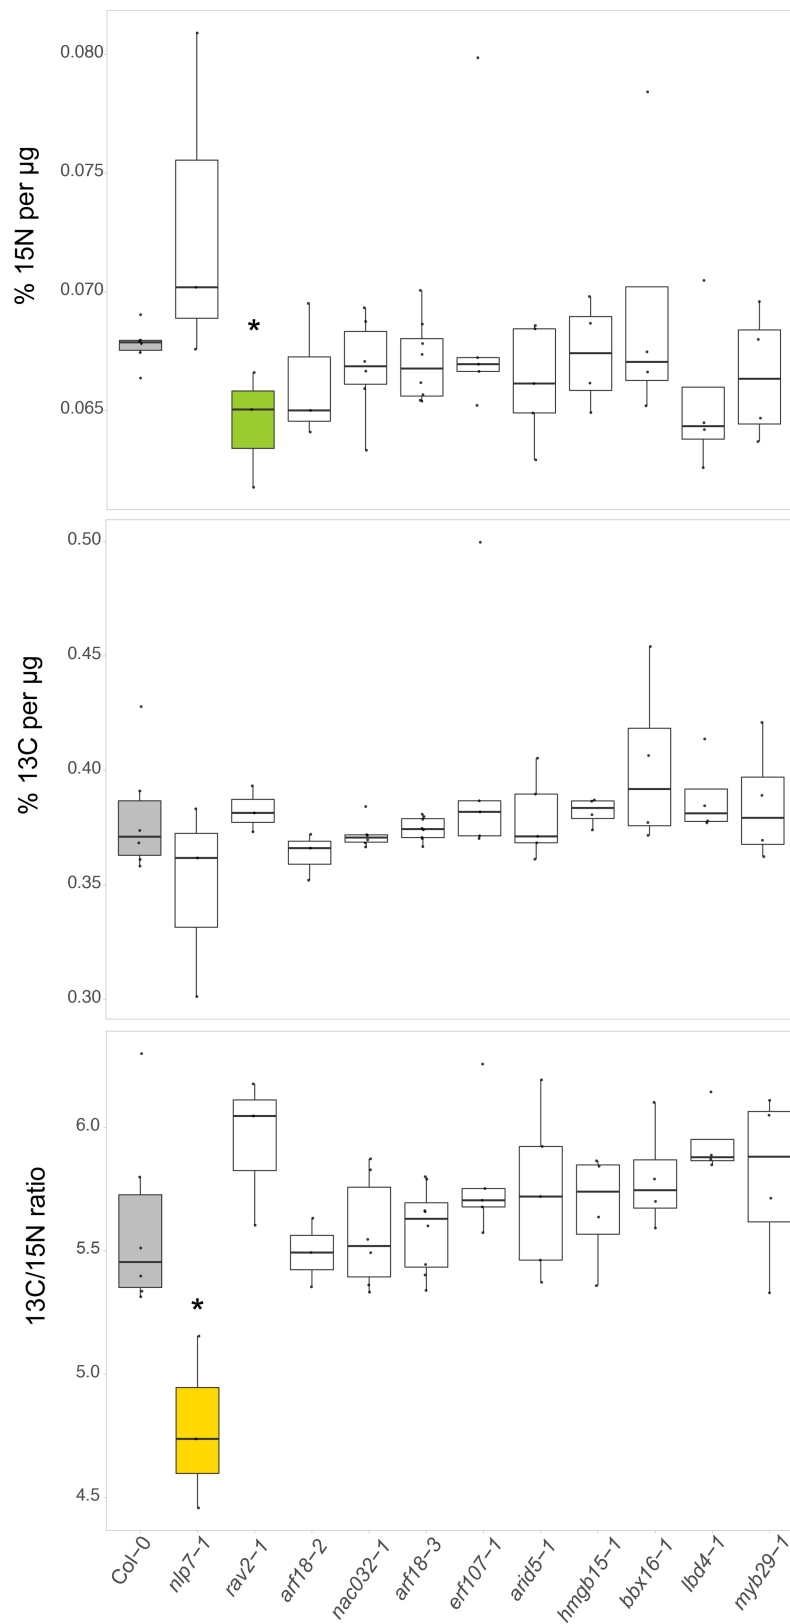 % 15N per µg
0.080
0.075
0.070
0.065
*
% 13C per µg
0.50
0.45
0.40
0.35
0.30
13C/15N ratio
6.0
5.5
5.0
4.5
*
Col−0
nlp7−1
rav2−1
arf18−2
nac032−1
arf18−3
erf107−1
arid5−1
hmgb15−1
bbx16−1
lbd4−1
myb29−1